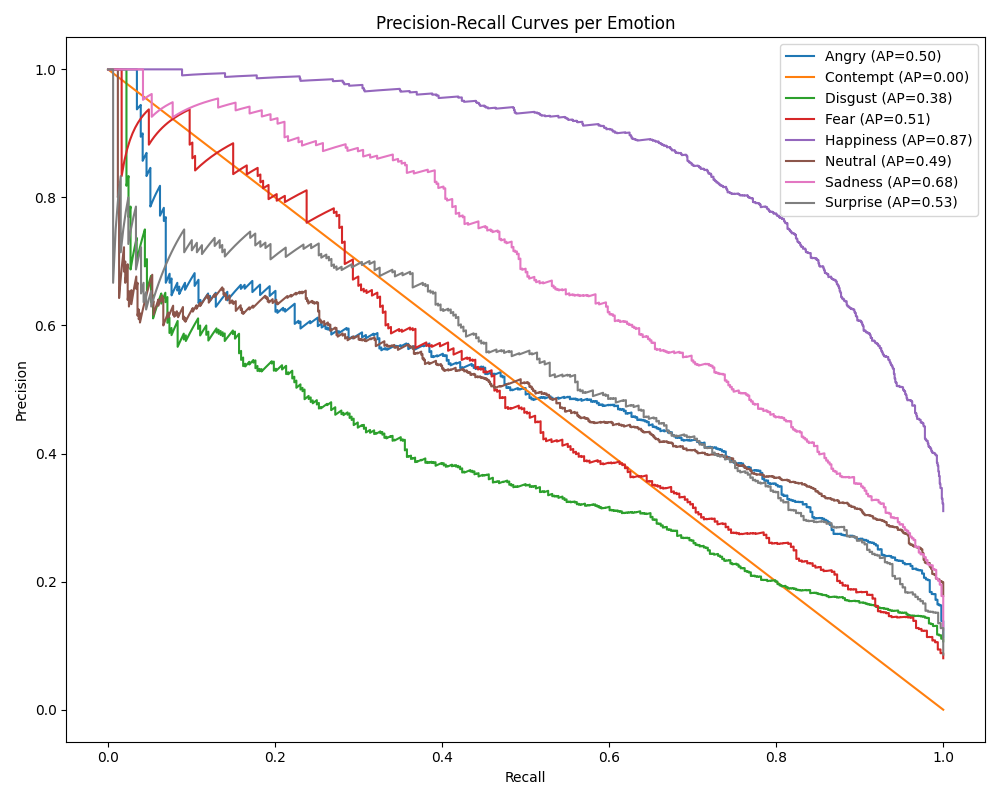 Precision-Recall Curves per Emotion
Angry (AP=0.50)
Contempt (AP=0.00)
Disgust (AP=0.38)
Fear (AP=0.51)
Happiness (AP=0.87)
Neutral (AP=0.49)
Sadness (AP=0.68)
Surprise (AP=0.53)
1.0
0.8
0.6
0.4
0.2
0.0
Precision
0.0 0.2 0.4 0.6 0.8 1.0
Recall